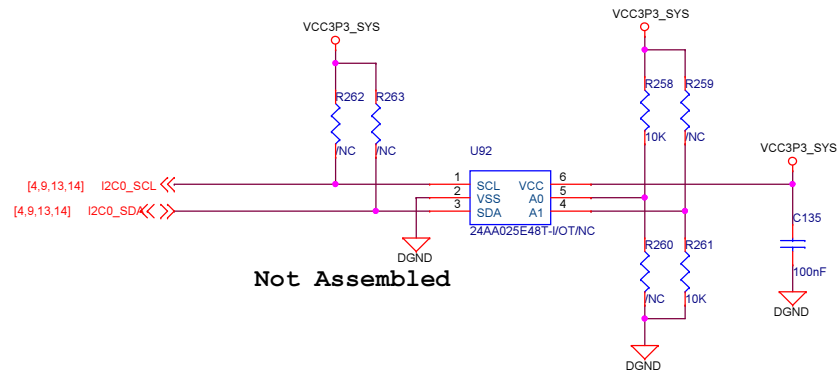 VCC3P3_SYS
VCC3P3_SYS
R262
R263
/NC
/NC
R258
R259
10K
/NC
VCC3P3_SYS
U92
[4,9,13,14] I2C0_SCL
1 SCL VCC 6
2 VSS A0 5
[4,9,13,14] I2C0_SDA
3 SDA A1 4
24AA025E48T-I/OT/NC
C135
100nF
R260
R261
/NC
10K
DGND
Not Assembled
DGND
DGND